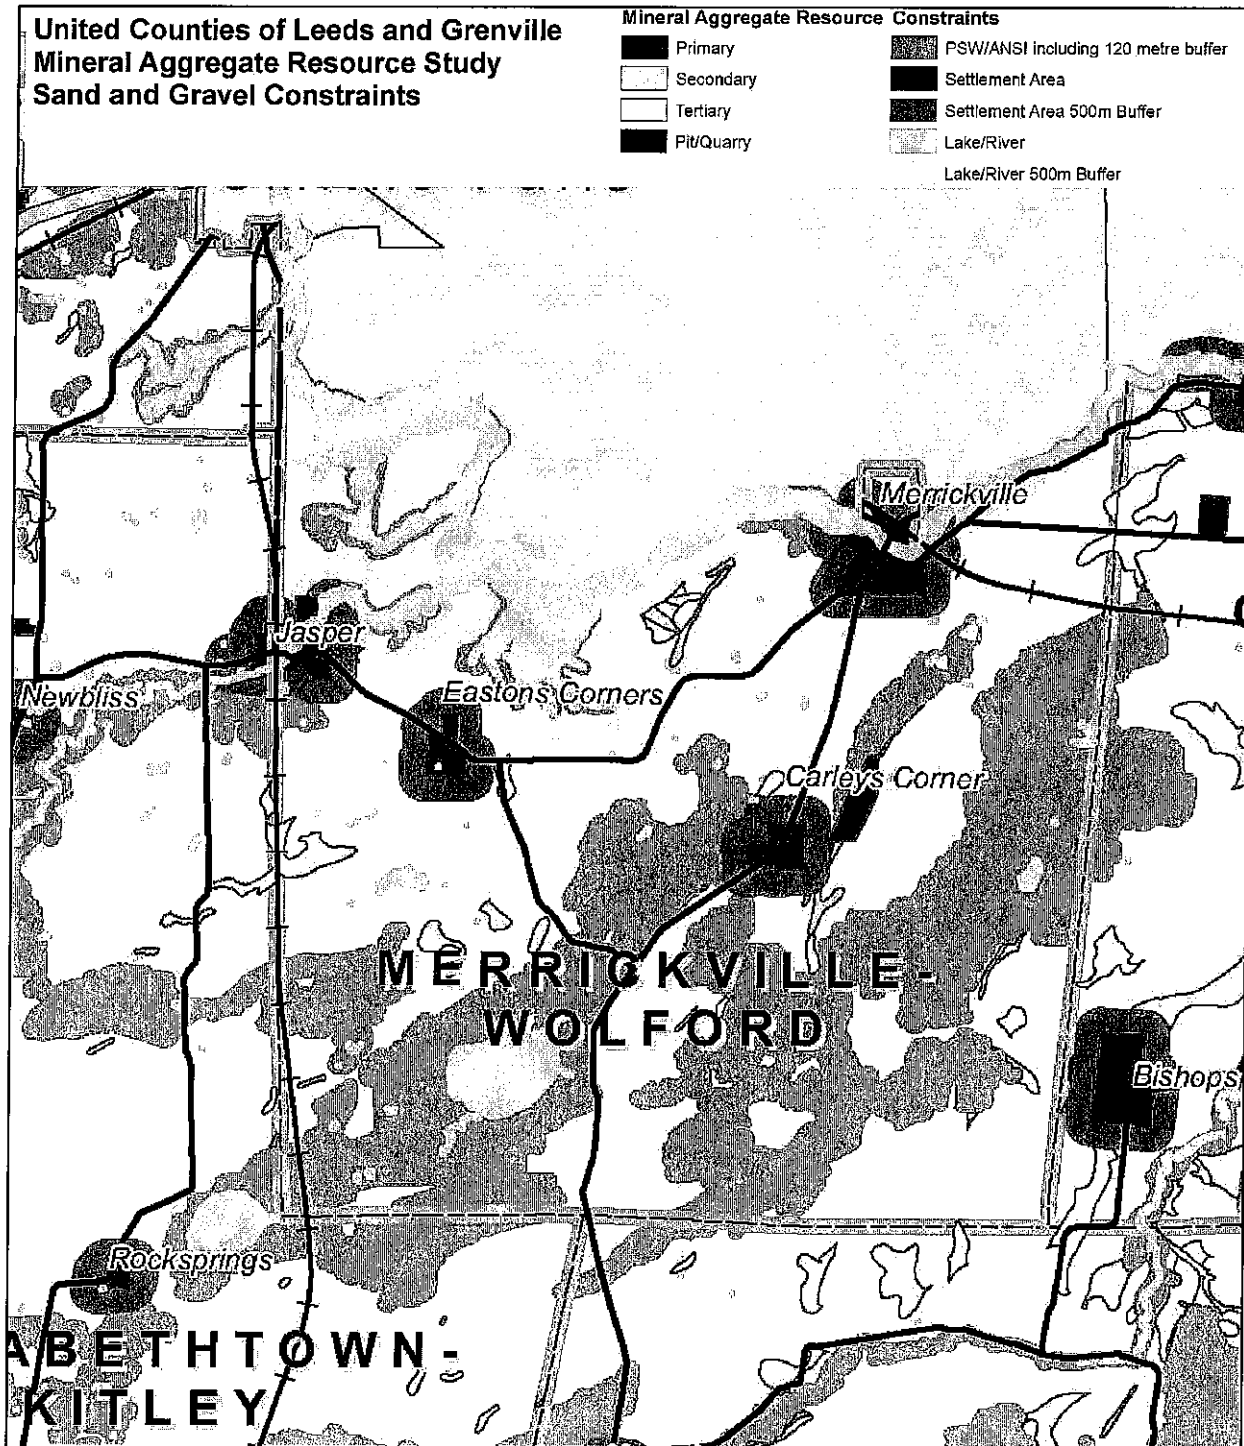 United Counties of Leeds and Grenville
Mineral Aggregate Resource Study
Sand and Gravel Constraints
Mineral Aggregate Resource
Primary
Secondary
Tertiary
Pit/Quarry
Constraints
PSW/ANSI including 120 metre buffer
Settlement Area
Settlement Area 500m Buffer
Lake/River
Lake/River 500m Buffer
Merrickville
Jasper
Newbliss
Eastons Corners
Carleys Corner
MERRICKVILLE-
WOLFORD
Bishops
Rocksprings
ABETHTOWN-
KITLEY